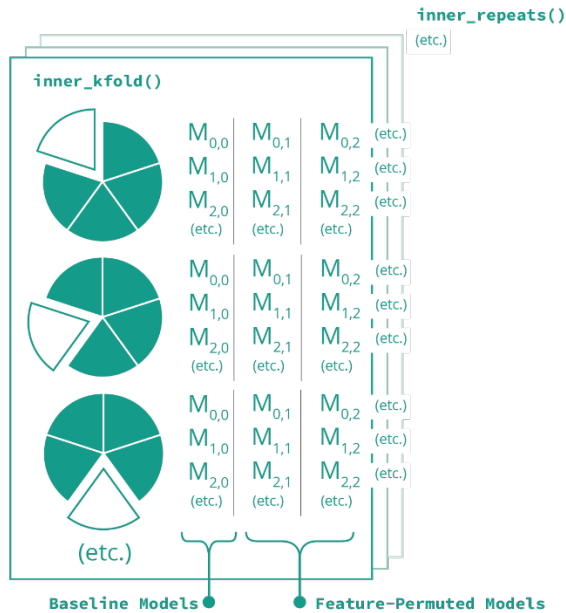 inner_repeats()
(etc.)
inner_kfold()
M0,0 M0,1 M0,2 (etc.)
M1,0 M1,1 M1,2 (etc.)
M2,0 M2,1 M2,2 (etc.)
(etc.) (etc.) (etc.)
M0,0 M0,1 M0,2 (etc.)
M1,0 M1,1 M1,2 (etc.)
M2,0 M2,1 M2,2 (etc.)
(etc.) (etc.) (etc.)
M0,0 M0,1 M0,2 (etc.)
M1,0 M1,1 M1,2 (etc.)
M2,0 M2,1 M2,2 (etc.)
(etc.) (etc.) (etc.)
(etc.)
Baseline Models Feature-Permuted Models